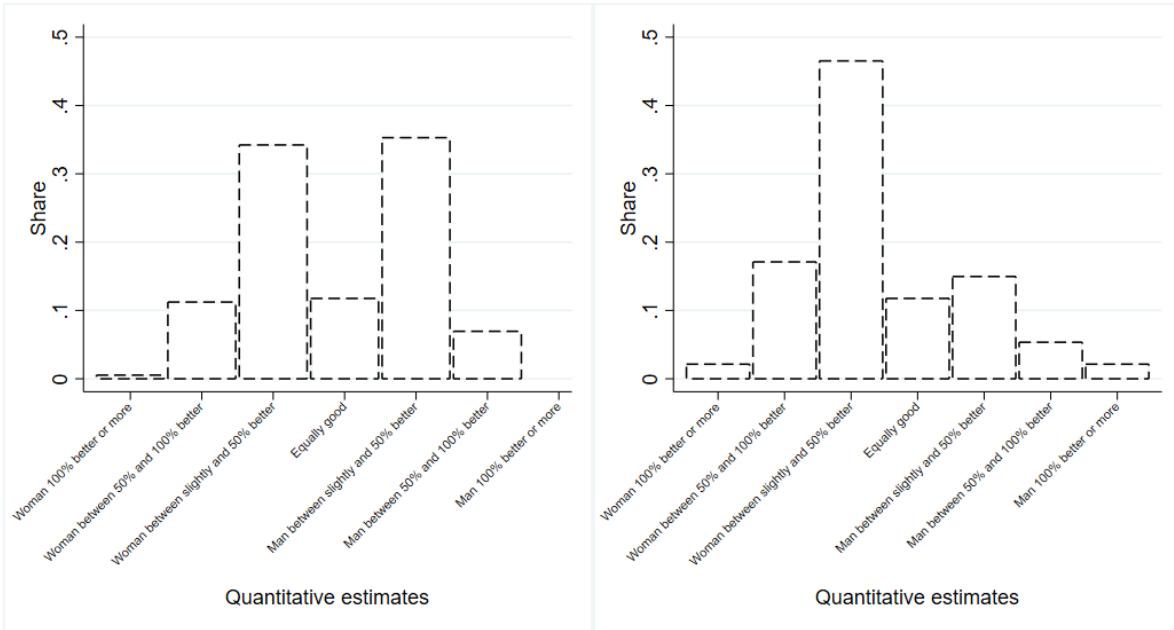 .5
.4
.3
.2
.1
0
Share
Woman 100% better or more
Woman between 50% and 100% better
Woman between slightly and 50% better
Equally good
Man between slightly and 50% better
Man between 50% and 100% better
Man 100% better or more
Quantitative estimates
.5
.4
.3
.2
.1
0
Share
Woman 100% better or more
Woman between 50% and 100% better
Woman between slightly and 50% better
Equally good
Man between slightly and 50% better
Man between 50% and 100% better
Man 100% better or more
Quantitative estimates